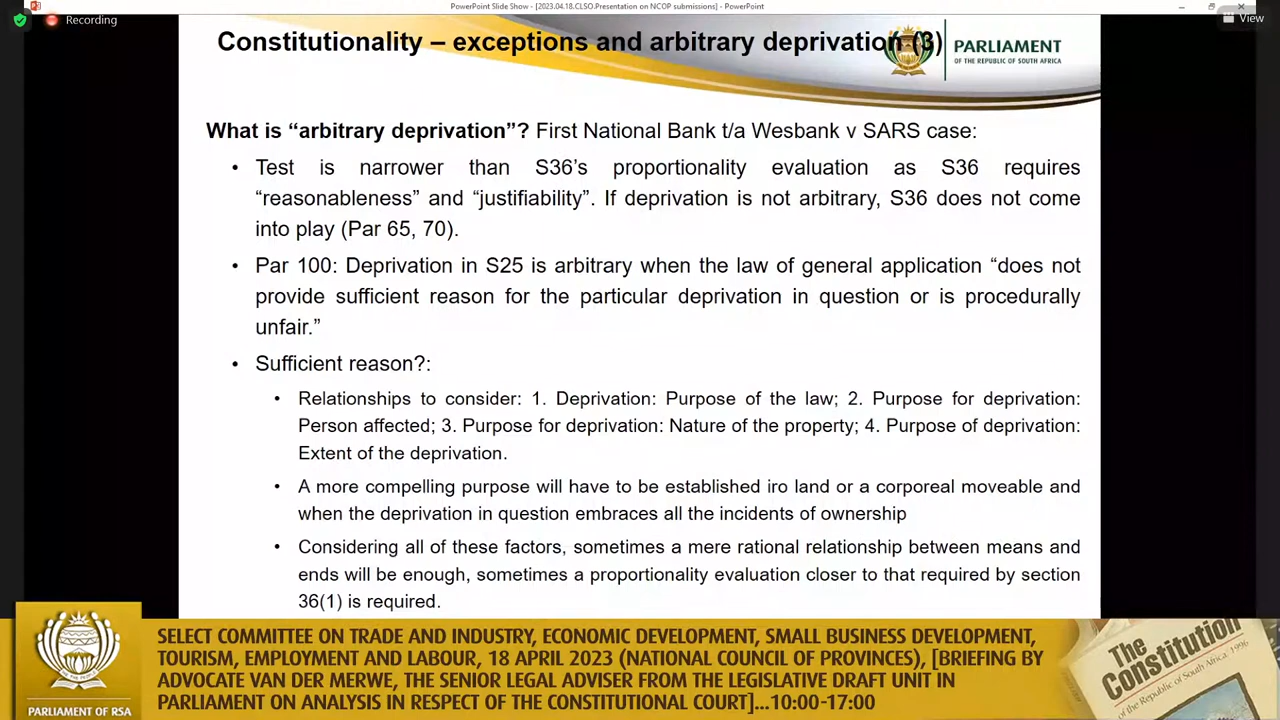 PowerPoint Slide Show - [2023.04.18.CLSO.Presentation on NCOP submissions] - PowerPoint
Recording
View
Constitutionality – exceptions and arbitrary deprivation (3)
PARLIAMENT
OF THE REPUBLIC OF SOUTH AFRICA
What is “arbitrary deprivation”? First National Bank t/a Wesbank v SARS case:
• Test is narrower than S36’s proportionality evaluation as S36 requires
“reasonableness” and “justifiability”. If deprivation is not arbitrary, S36 does not come
into play (Par 65, 70).
• Par 100: Deprivation in S25 is arbitrary when the law of general application “does not
provide sufficient reason for the particular deprivation in question or is procedurally
unfair.”
• Sufficient reason?:
• Relationships to consider: 1. Deprivation: Purpose of the law; 2. Purpose for deprivation:
Person affected; 3. Purpose for deprivation: Nature of the property; 4. Purpose of deprivation:
Extent of the deprivation.
• A more compelling purpose will have to be established iro land or a corporeal moveable and
when the deprivation in question embraces all the incidents of ownership
• Considering all of these factors, sometimes a mere rational relationship between means and
ends will be enough, sometimes a proportionality evaluation closer to that required by section
36(1) is required.
SELECT COMMITTEE ON TRADE AND INDUSTRY, ECONOMIC DEVELOPMENT, SMALL BUSINESS DEVELOPMENT,
TOURISM, EMPLOYMENT AND LABOUR, 18 APRIL 2023 (NATIONAL COUNCIL OF PROVINCES), [BRIEFING BY
ADVOCATE VAN DER MERWE, THE SENIOR LEGAL ADVISER FROM THE LEGISLATIVE DRAFT UNIT IN
PARLIAMENT ON ANALYSIS IN RESPECT OF THE CONSTITUTIONAL COURT]...10:00-17:00
PARLIAMENT OF RSA
The
Constitution
of the Republic of South Africa, 1996